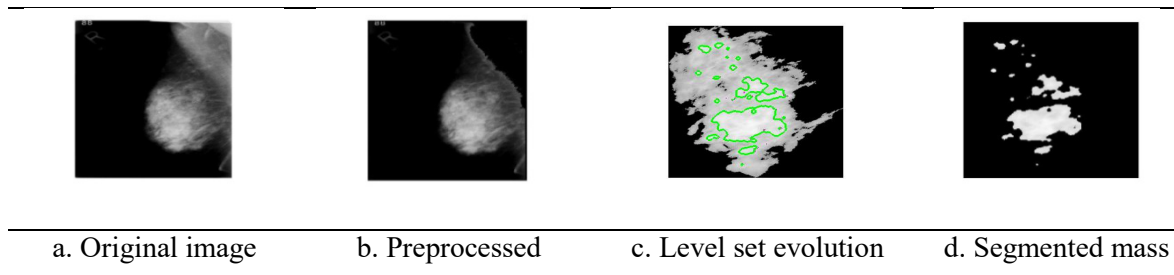 a. Original image b. Preprocessed c. Level set evolution d. Segmented mass